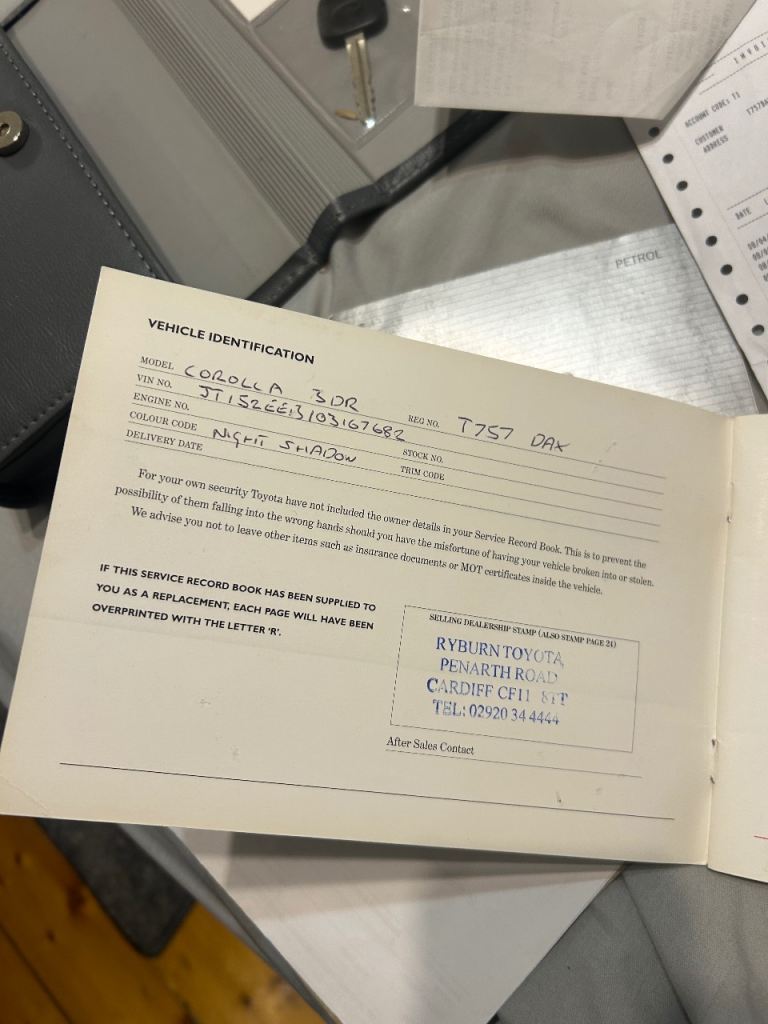 INVOI
ACCOUNT CODE: T1
T757DA
CUSTOMER
ADDRESS
DATE
PETROL
VEHICLE IDENTIFICATION
MODEL COROLLA 3DR REG NO. T757 DAX
VIN NO. JT152EEB103167682
ENGINE NO. STOCK NO.
COLOUR CODE NIGHT SHADOW TRIM CODE
DELIVERY DATE
For your own security Toyota have not included the owner details in your Service Record Book. This is to prevent the
possibility of them falling into the wrong hands should you have the misfortune of having your vehicle broken into or stolen.
We advise you not to leave other items such as insurance documents or MOT certificates inside the vehicle.
IF THIS SERVICE RECORD BOOK HAS BEEN SUPPLIED TO
YOU AS A REPLACEMENT, EACH PAGE WILL HAVE BEEN
OVERPRINTED WITH THE LETTER 'R'.
SELLING DEALERSHIP STAMP (ALSO STAMP PAGE 21)
RYBURN TOYOTA
PENARTH ROAD
CARDIFF CF11 8TT
TEL: 02920 34 4444
After Sales Contact